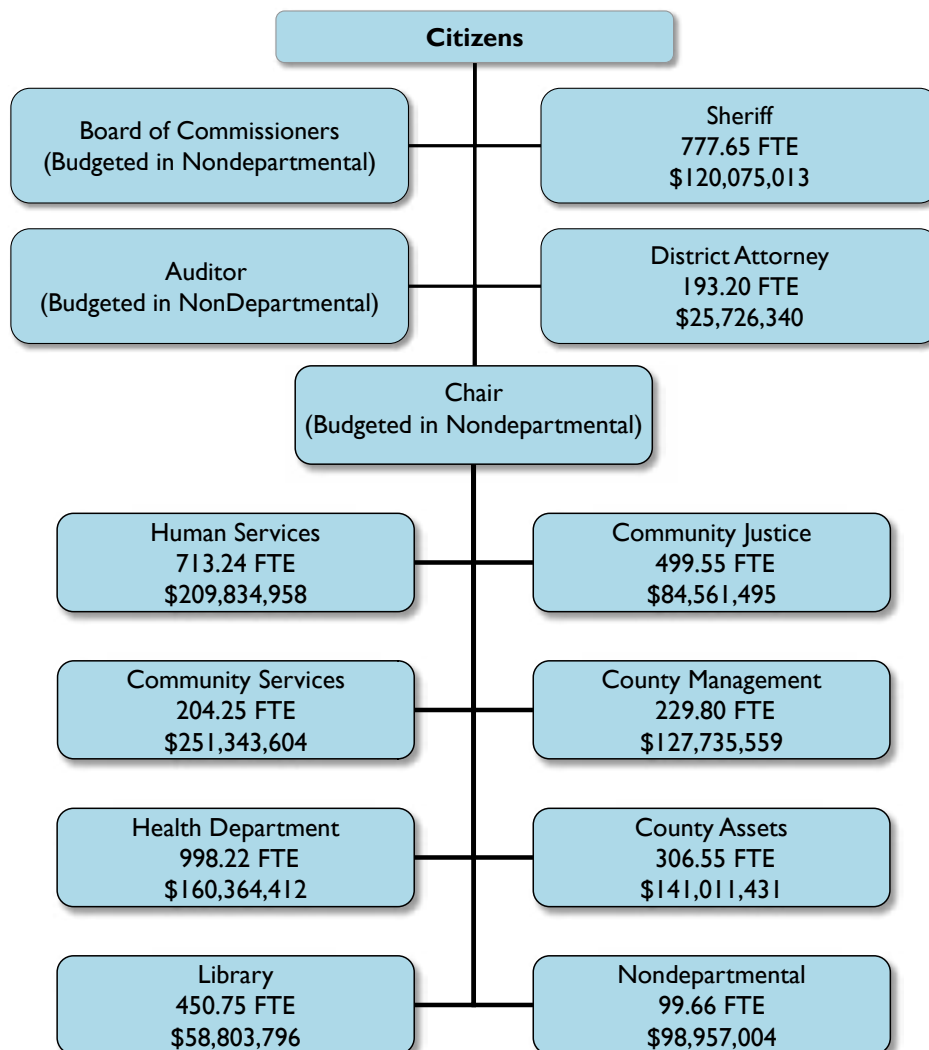 Citizens
Board of Commissioners
(Budgeted in Nondepartmental)
Sheriff
777.65 FTE
$120,075,013
Auditor
(Budgeted in NonDepartmental)
District Attorney
193.20 FTE
$25,726,340
Chair
(Budgeted in Nondepartmental)
Human Services
713.24 FTE
$209,834,958
Community Justice
499.55 FTE
$84,561,495
Community Services
204.25 FTE
$251,343,604
County Management
229.80 FTE
$127,735,559
Health Department
998.22 FTE
$160,364,412
County Assets
306.55 FTE
$141,011,431
Library
450.75 FTE
$58,803,796
Nondepartmental
99.66 FTE
$98,957,004